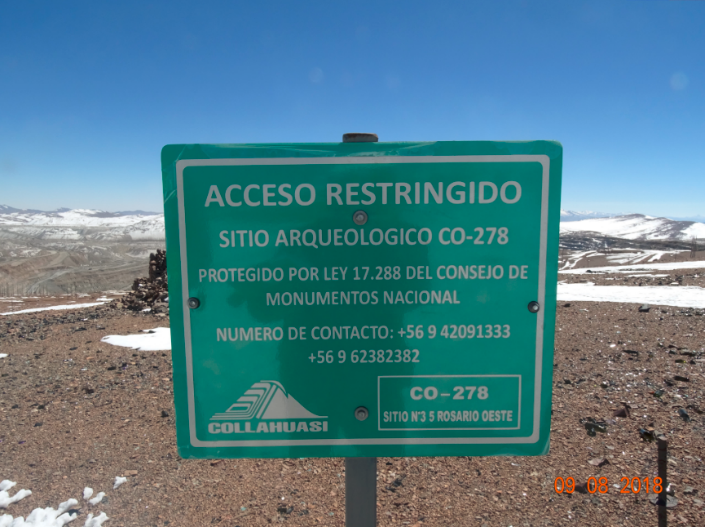 ACCESO RESTRINGIDO
SITIO ARQUEOLOGICO CO-278
PROTEGIDO POR LEY 17.288 DEL CONSEJO DE
MONUMENTOS NACIONAL
NUMERO DE CONTACTO: +56 9 42091333
+56 9 62382382
COLLAHUASI
CO-278
SITIO N°3 5 ROSARIO OESTE
09 08 2018